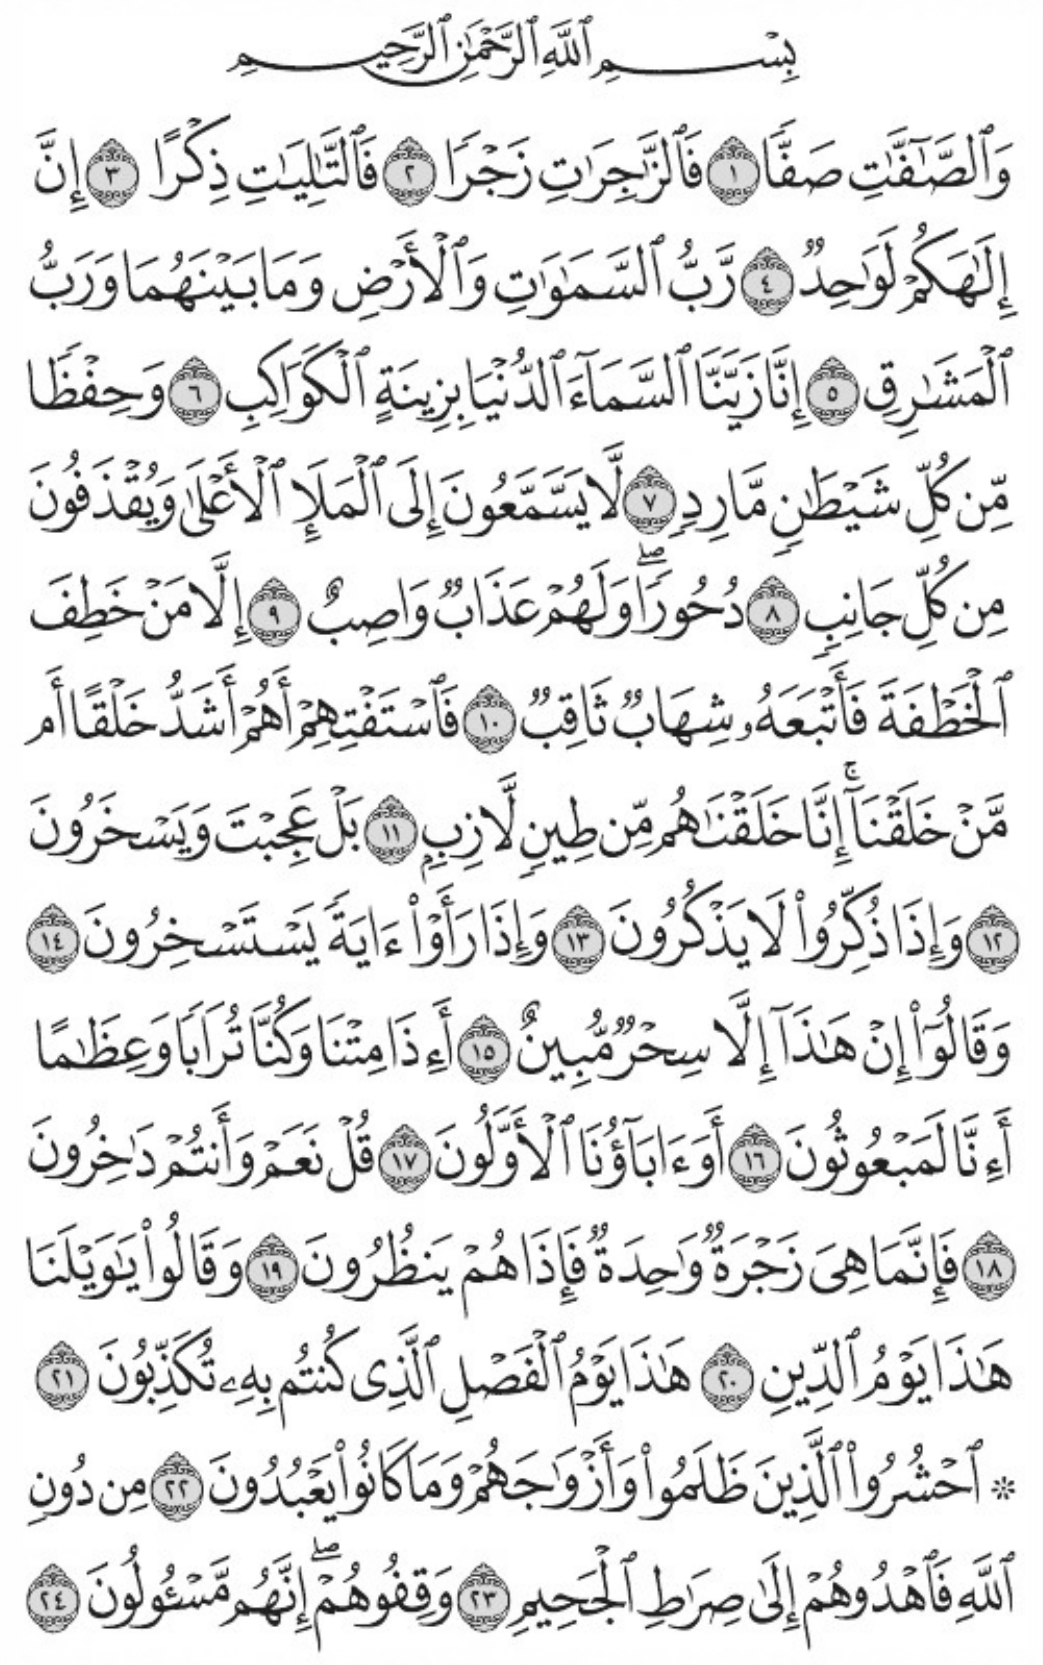 بِسْمِ ٱللَّهِ ٱلرَّحْمَٰنِ ٱلرَّحِيمِ
وَٱلصَّٰٓفَّٰتِ صَفًّا ١ فَٱلزَّٰجِرَٰتِ زَجْرًا ٢ فَٱلتَّٰلِيَٰتِ ذِكْرًا ٣ إِنَّ
إِلَٰهَكُمْ لَوَٰحِدٌ ٤ رَّبُّ ٱلسَّمَٰوَٰتِ وَٱلْأَرْضِ وَمَا بَيْنَهُمَا وَرَبُّ
ٱلْمَشَٰرِقِ ٥ إِنَّا زَيَّنَّا ٱلسَّمَآءَ ٱلدُّنْيَا بِزِينَةٍ ٱلْكَوَاكِبِ ٦ وَحِفْظًا
مِّن كُلِّ شَيْطَٰنٍ مَّارِدٍ ٧ لَّا يَسَّمَّعُونَ إِلَى ٱلْمَلَإِ ٱلْأَعْلَىٰ وَيُقْذَفُونَ
مِن كُلِّ جَانِبٍ ٨ دُحُورًا ۖ وَلَهُمْ عَذَابٌ وَاصِبٌ ٩ إِلَّا مَنْ خَطِفَ
ٱلْخَطْفَةَ فَأَتْبَعَهُۥ شِهَابٌ ثَاقِبٌ ١٠ فَٱسْتَفْتِهِمْ أَهُمْ أَشَدُّ خَلْقًا أَم
مَّنْ خَلَقْنَآ ۚ إِنَّا خَلَقْنَٰهُم مِّن طِينٍ لَّازِبٍ ١١ بَلْ عَجِبْتَ وَيَسْخَرُونَ
١٢ وَإِذَا ذُكِّرُوا۟ لَا يَذْكُرُونَ ١٣ وَإِذَا رَأَوْا۟ ءَايَةً يَسْتَسْخِرُونَ ١٤
وَقَالُوٓا۟ إِنْ هَٰذَآ إِلَّا سِحْرٌ مُّبِينٌ ١٥ أَءِذَا مِتْنَا وَكُنَّا تُرَابًا وَعِظَٰمًا
أَءِنَّا لَمَبْعُوثُونَ ١٦ أَوَءَابَآؤُنَا ٱلْأَوَّلُونَ ١٧ قُلْ نَعَمْ وَأَنتُمْ دَٰخِرُونَ
١٨ فَإِنَّمَا هِىَ زَجْرَةٌ وَٰحِدَةٌ فَإِذَا هُمْ يَنظُرُونَ ١٩ وَقَالُوا۟ يَٰوَيْلَنَا
هَٰذَا يَوْمُ ٱلدِّينِ ٢٠ هَٰذَا يَوْمُ ٱلْفَصْلِ ٱلَّذِى كُنتُم بِهِۦ تُكَذِّبُونَ ٢١
۞ ٱحْشُرُوا۟ ٱلَّذِينَ ظَلَمُوا۟ وَأَزْوَٰجَهُمْ وَمَا كَانُوا۟ يَعْبُدُونَ ٢٢ مِن دُونِ
ٱللَّهِ فَٱهْدُوهُمْ إِلَىٰ صِرَٰطِ ٱلْجَحِيمِ ٢٣ وَقِفُوهُمْ ۖ إِنَّهُم مَّسْـُٔولُونَ ٢٤